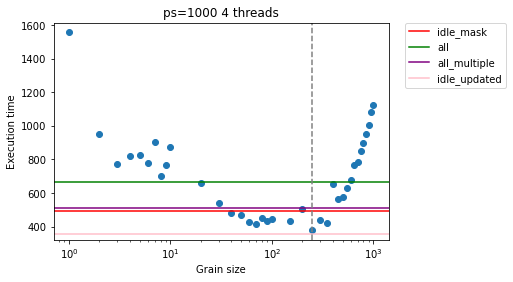 ps=1000 4 threads
1600
1400
1200
1000
800
600
400
Execution time
10^0
10^1
10^2
10^3
Grain size
idle_mask
all
all_multiple
idle_updated